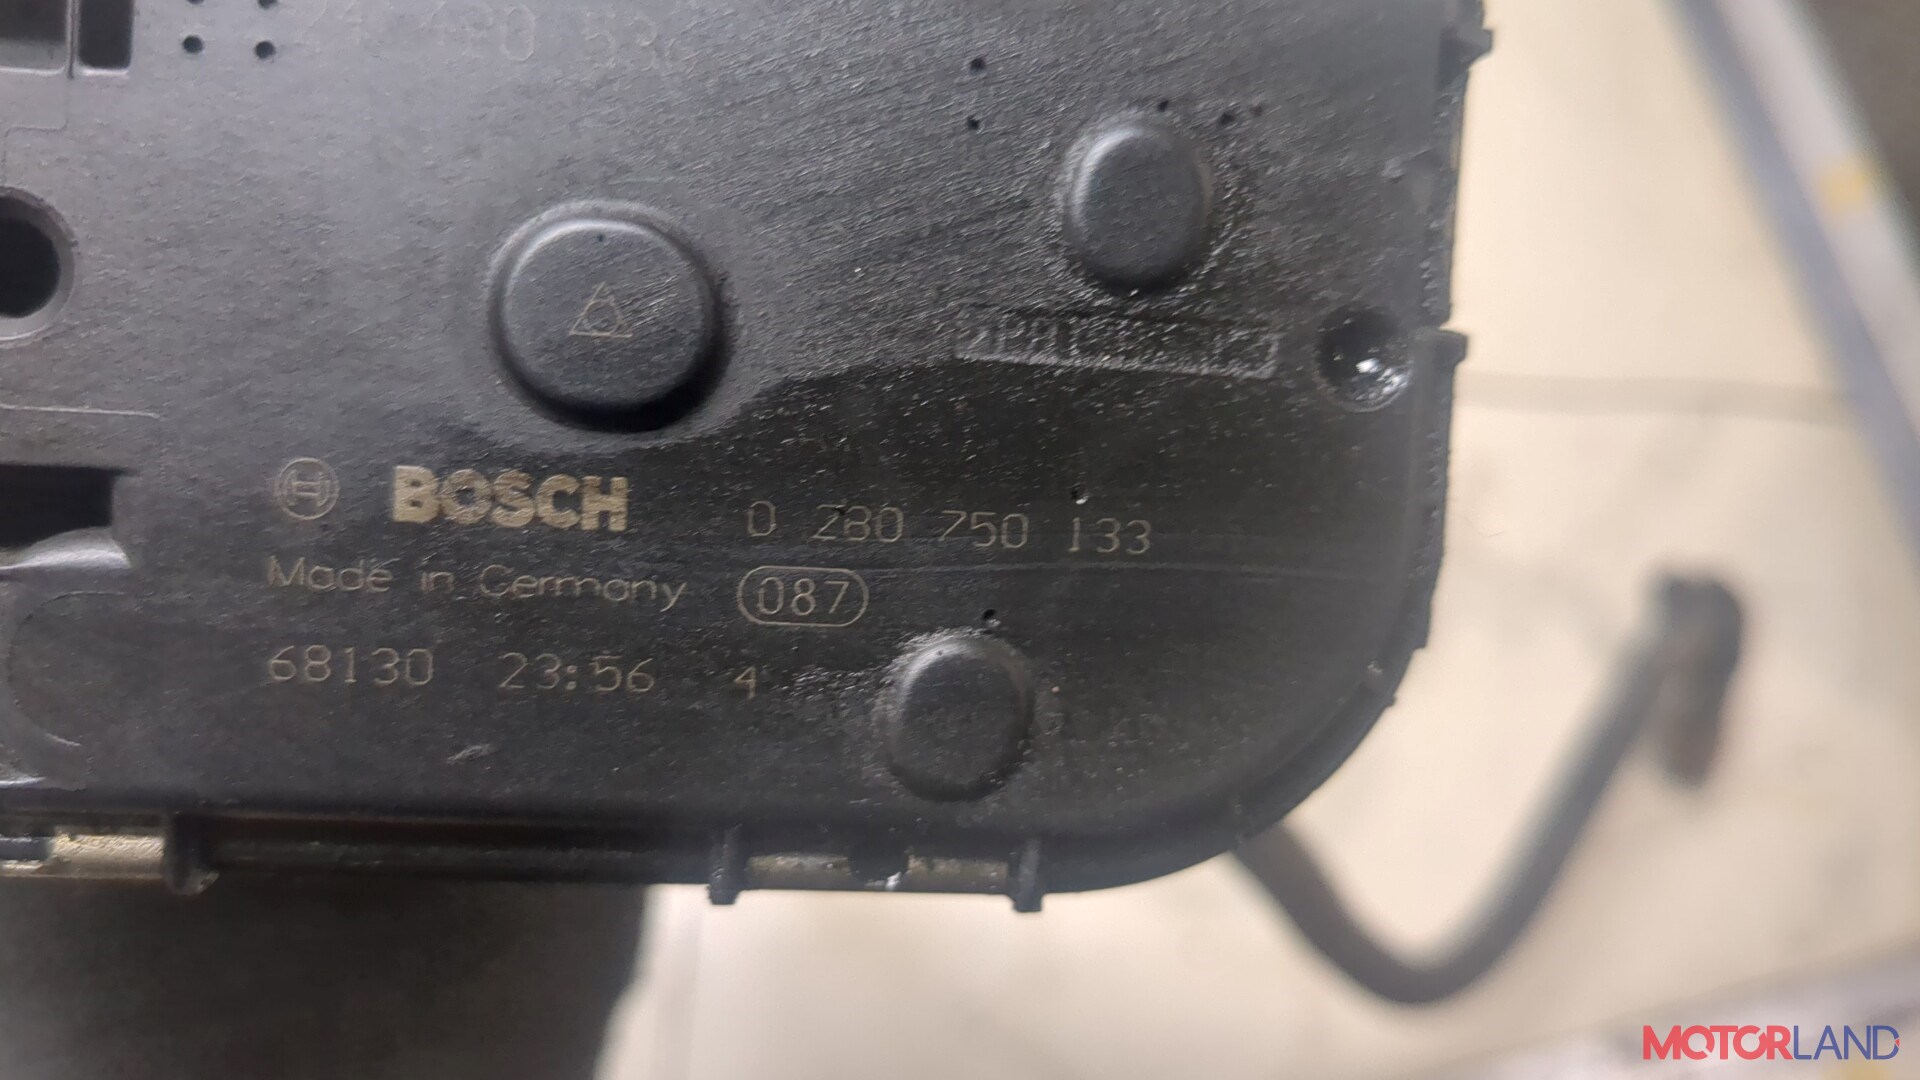 BOSCH 0 280 750 133
Made in Germany 087
68130 23:56 4
MOTORLAND